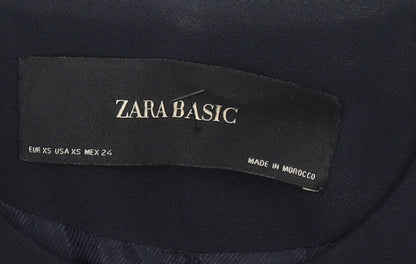 ZARA BASIC
EUR XS USA XS MEX 24
MADE IN MOROCCO